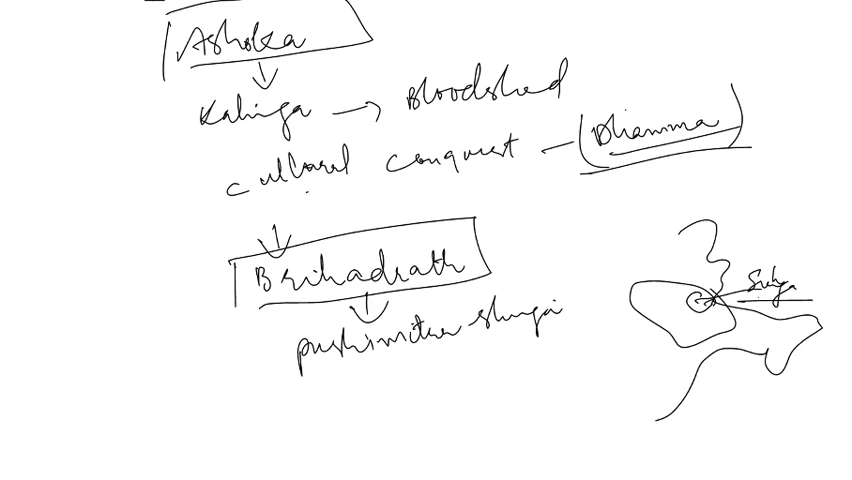 Ashoka
Kalinga → Bloodshed
cultural conquest — Dhamma
Brihadrath
pushimitra shunga